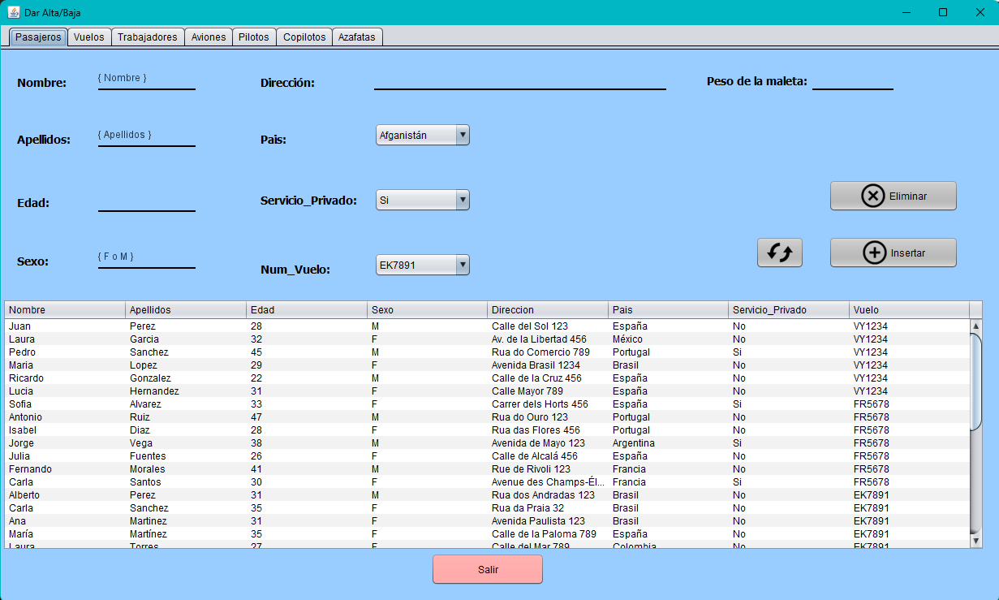 Dar Alta/Baja
Pasajeros Vuelos Trabajadores Aviones Pilotos Copilotos Azafatas
Nombre: { Nombre } Dirección: Peso de la maleta:
Apellidos: { Apellidos } Pais: Afganistán
Edad: Servicio_Privado: Si Eliminar
Sexo: { F o M } Num_Vuelo: EK7891 Insertar
Nombre Apellidos Edad Sexo Direccion Pais Servicio_Privado Vuelo
Juan Perez 28 M Calle del Sol 123 España No VY1234
Laura Garcia 32 F Av. de la Libertad 456 México No VY1234
Pedro Sanchez 45 M Rua do Comercio 789 Portugal Si VY1234
Maria Lopez 29 F Avenida Brasil 1234 Brasil No VY1234
Ricardo Gonzalez 22 M Calle de la Cruz 456 España No VY1234
Lucia Hernandez 31 F Calle Mayor 789 España No VY1234
Sofia Alvarez 33 F Carrer dels Horts 456 España Si FR5678
Antonio Ruiz 47 M Rua do Ouro 123 Portugal No FR5678
Isabel Diaz 28 F Rua das Flores 456 Portugal No FR5678
Jorge Vega 38 M Avenida de Mayo 123 Argentina Si FR5678
Julia Fuentes 26 F Calle de Alcalá 456 España No FR5678
Fernando Morales 41 M Rue de Rivoli 123 Francia No FR5678
Carla Santos 30 F Avenue des Champs-Él... Francia Si FR5678
Alberto Perez 31 M Rua dos Andradas 123 Brasil No EK7891
Carla Sanchez 35 F Rua da Praia 32 Brasil No EK7891
Ana Martinez 31 F Avenida Paulista 123 Brasil No EK7891
María Martínez 35 F Calle de la Paloma 789 España No EK7891
Laura Torres 27 F Calle del Mar 789 Colombia No EK7891
Salir